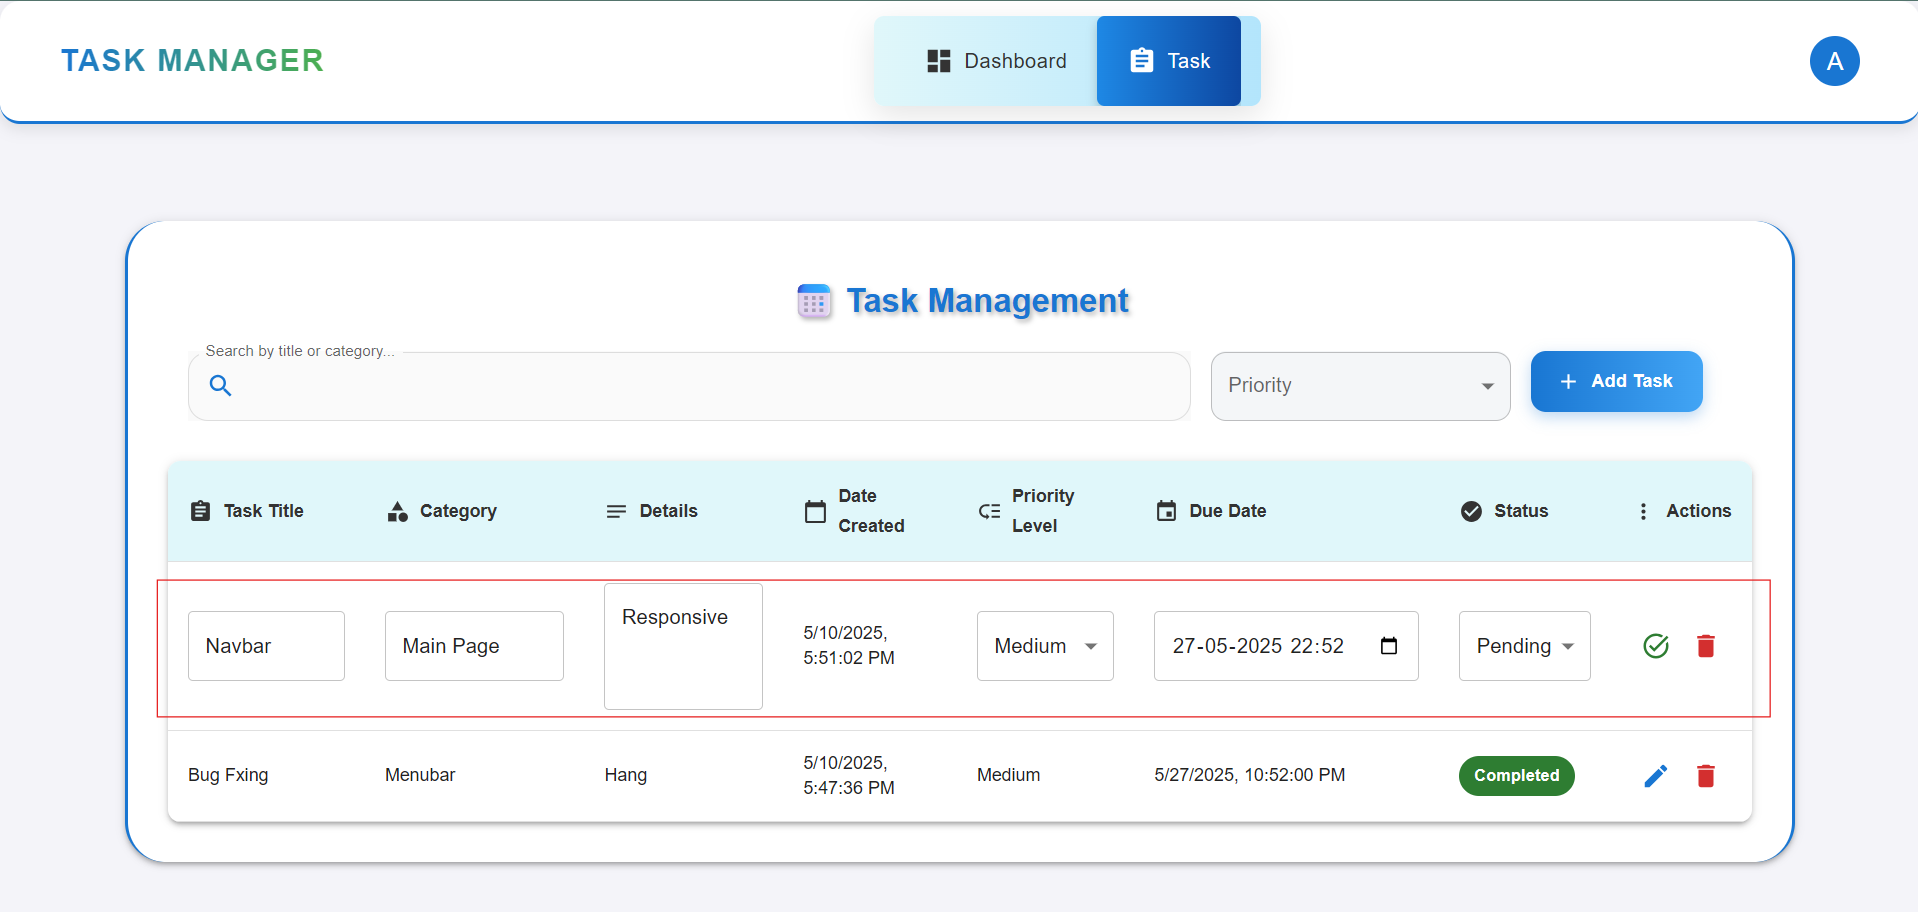 TASK MANAGER
Dashboard
Task
A
Task Management
Search by title or category...
Priority
Add Task
Task Title
Category
Details
Date
Created
Priority
Level
Due Date
Status
Actions
Navbar
Main Page
Responsive
5/10/2025,
5:51:02 PM
Medium
27-05-2025 22:52
Pending
Bug Fxing
Menubar
Hang
5/10/2025,
5:47:36 PM
Medium
5/27/2025, 10:52:00 PM
Completed